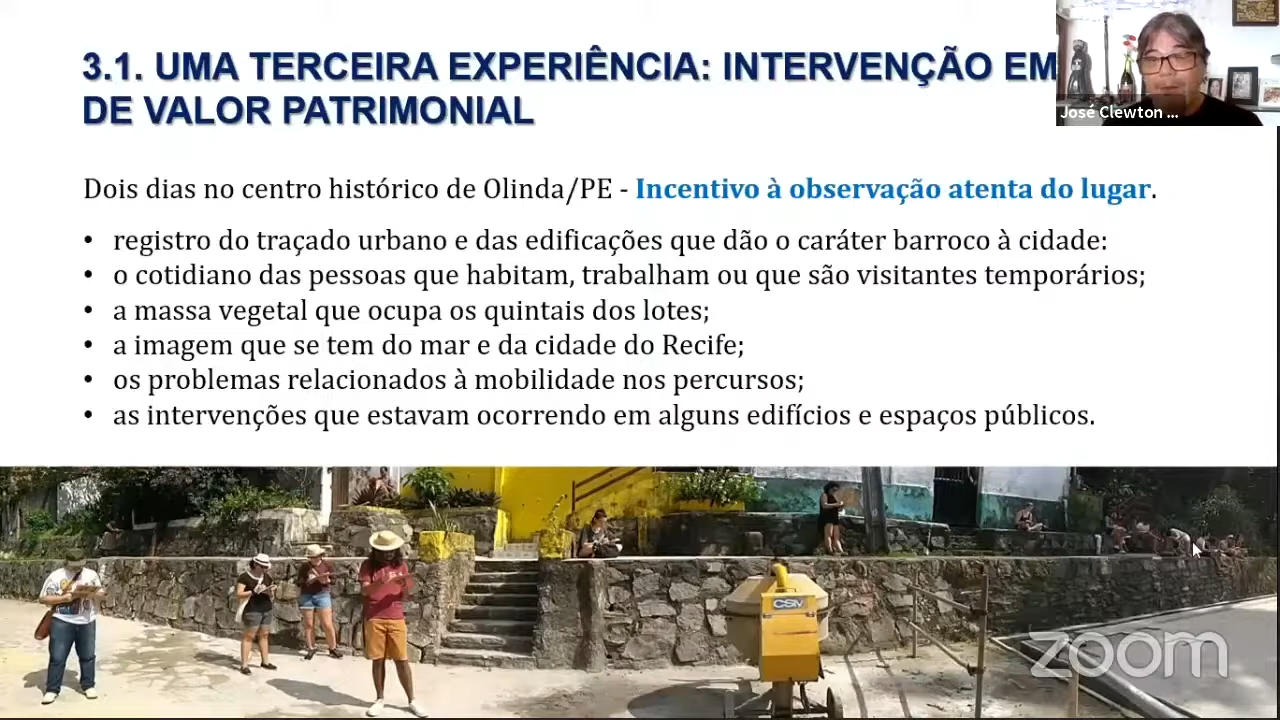 3.1. UMA TERCEIRA EXPERIÊNCIA: INTERVENÇÃO EM
DE VALOR PATRIMONIAL
José Clewton ...
Dois dias no centro histórico de Olinda/PE - Incentivo à observação atenta do lugar.
• registro do traçado urbano e das edificações que dão o caráter barroco à cidade:
• o cotidiano das pessoas que habitam, trabalham ou que são visitantes temporários;
• a massa vegetal que ocupa os quintais dos lotes;
• a imagem que se tem do mar e da cidade do Recife;
• os problemas relacionados à mobilidade nos percursos;
• as intervenções que estavam ocorrendo em alguns edifícios e espaços públicos.
CSM
zoom